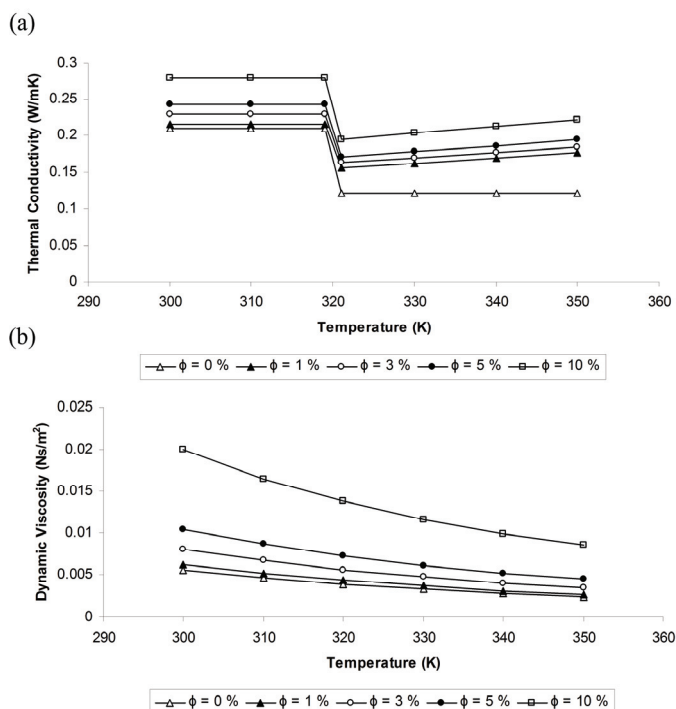 (a)
Thermal Conductivity (W/mK)
0.3
0.25
0.2
0.15
0.1
0.05
0
290 300 310 320 330 340 350 360
Temperature (K)
ϕ = 0 % ϕ = 1 % ϕ = 3 % ϕ = 5 % ϕ = 10 %
(b)
Dynamic Viscosity (Ns/m²)
0.025
0.02
0.015
0.01
0.005
0
290 300 310 320 330 340 350 360
Temperature (K)
ϕ = 0 % ϕ = 1 % ϕ = 3 % ϕ = 5 % ϕ = 10 %